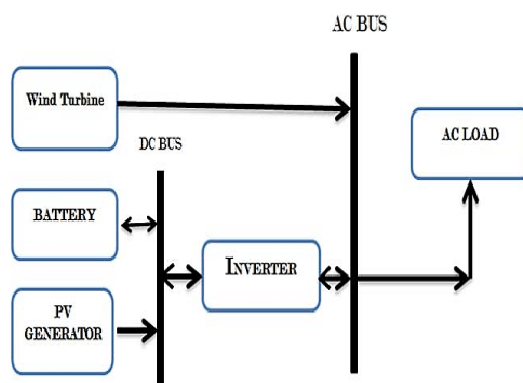 AC BUS
Wind Turbine
AC LOAD
DC BUS
BATTERY
INVERTER
PV
GENERATOR